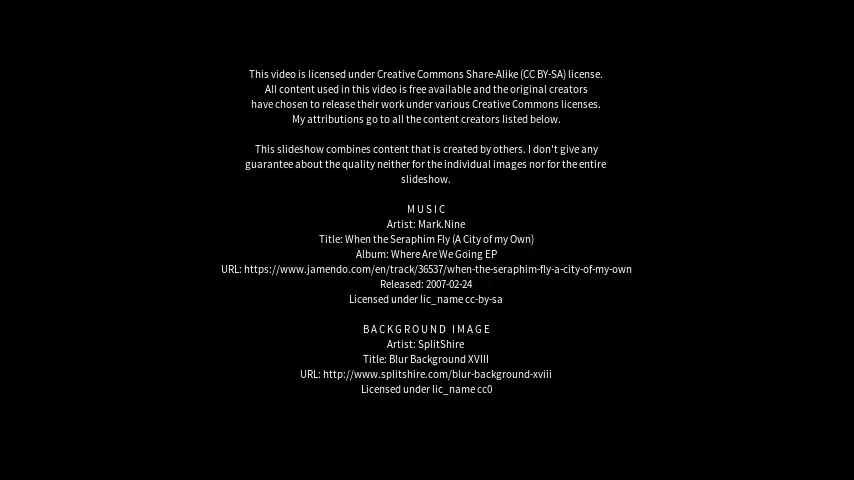 This video is licensed under Creative Commons Share-Alike (CC BY-SA) license.
All content used in this video is free available and the original creators
have chosen to release their work under various Creative Commons licenses.
My attributions go to all the content creators listed below.
This slideshow combines content that is created by others. I don't give any
guarantee about the quality neither for the individual images nor for the entire
slideshow.
MUSIC
Artist: Mark.Nine
Title: When the Seraphim Fly (A City of my Own)
Album: Where Are We Going EP
URL: https://www.jamendo.com/en/track/36537/when-the-seraphim-fly-a-city-of-my-own
Released: 2007-02-24
Licensed under lic_name cc-by-sa
BACKGROUND IMAGE
Artist: SplitShire
Title: Blur Background XVIII
URL: http://www.splitshire.com/blur-background-xviii
Licensed under lic_name cc0